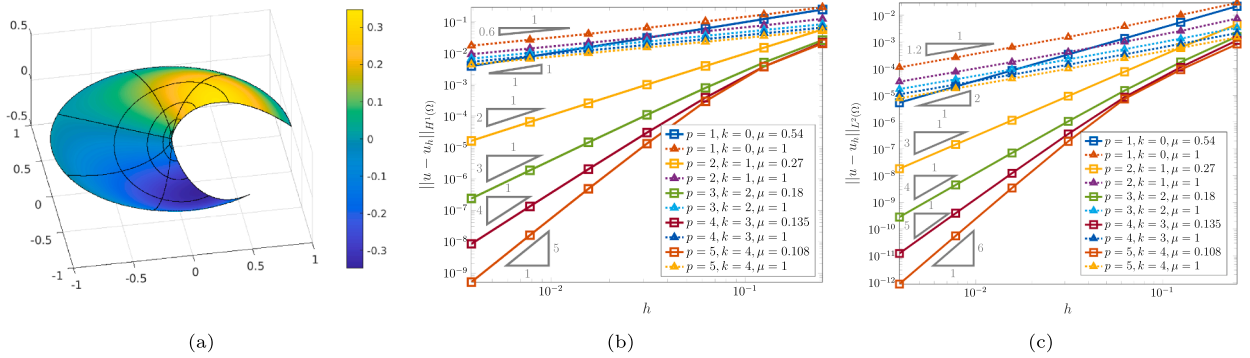 0.5
0
-0.5
1
0.5
0
-0.5
-1
-1
-0.5
0
0.5
1
0.3
0.2
0.1
0
-0.1
-0.2
-0.3
(a)
||u − u_h||_{H^1(Ω)}
10^{-1}
10^{-2}
10^{-3}
10^{-4}
10^{-5}
10^{-6}
10^{-7}
10^{-8}
10^{-9}
0.6
1
1
1
2
1
3
1
4
1
5
1
p = 1, k = 0, μ = 0.54
p = 1, k = 0, μ = 1
p = 2, k = 1, μ = 0.27
p = 2, k = 1, μ = 1
p = 3, k = 2, μ = 0.18
p = 3, k = 2, μ = 1
p = 4, k = 3, μ = 0.135
p = 4, k = 3, μ = 1
p = 5, k = 4, μ = 0.108
p = 5, k = 4, μ = 1
10^{-2}
10^{-1}
h
(b)
||u − u_h||_{L^2(Ω)}
10^{-2}
10^{-3}
10^{-4}
10^{-5}
10^{-6}
10^{-7}
10^{-8}
10^{-9}
10^{-10}
10^{-11}
10^{-12}
1.2
1
2
1
3
1
4
1
5
1
6
1
p = 1, k = 0, μ = 0.54
p = 1, k = 0, μ = 1
p = 2, k = 1, μ = 0.27
p = 2, k = 1, μ = 1
p = 3, k = 2, μ = 0.18
p = 3, k = 2, μ = 1
p = 4, k = 3, μ = 0.135
p = 4, k = 3, μ = 1
p = 5, k = 4, μ = 0.108
p = 5, k = 4, μ = 1
10^{-2}
10^{-1}
h
(c)